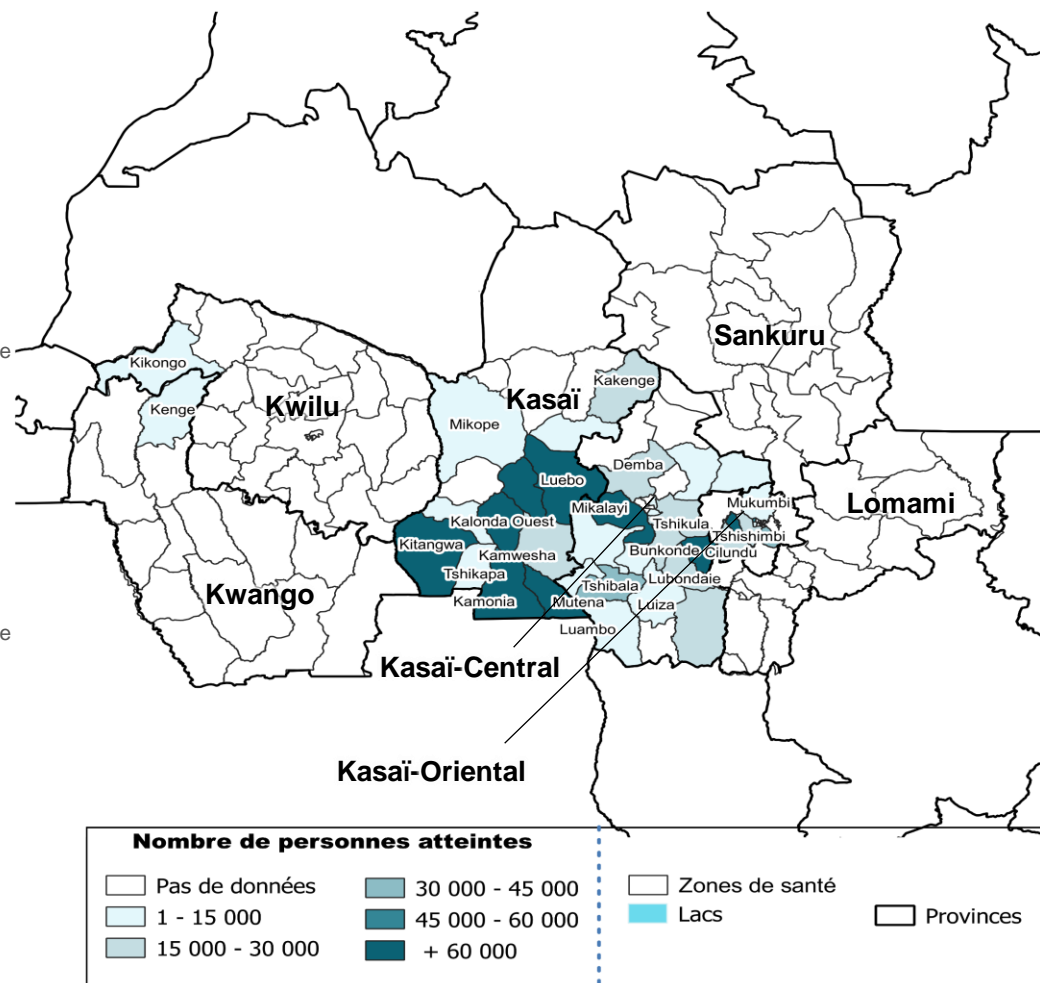 Sankuru
e
Kikongo
Kakenge
Kenge
Kwilu
Kasaï
Mikope
Demba
Luebo
Mukumbi
Lomami
Mikalayi
Kalonda Ouest
Tshikula
Tshishimbi
Kitangwa
Kamwesha
Bunkonde
Cilundu
Tshikapa
Lubondaie
Tshibala
Kwango
Kamonia
Mutena
Luiza
Luambo
e
Kasaï-Central
Kasaï-Oriental
Nombre de personnes atteintes
Pas de données
1 - 15 000
15 000 - 30 000
30 000 - 45 000
45 000 - 60 000
+ 60 000
Zones de santé
Lacs
Provinces